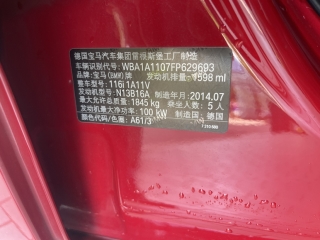 德国宝马汽车集团雷根斯堡工厂制造
车辆识别代号: WBA1A1107FP629693
品牌: 宝马(BMW)牌 发动机排量: 1598 ml
整车型号: 116i 1A11V
发动机型号: N13B16A 制造年月: 2014.07
最大允许总质量: 1845 kg 乘坐人数: 5 人
发动机最大净功率: 100 kW 制造国: 德国
颜色/色漆: A61/3